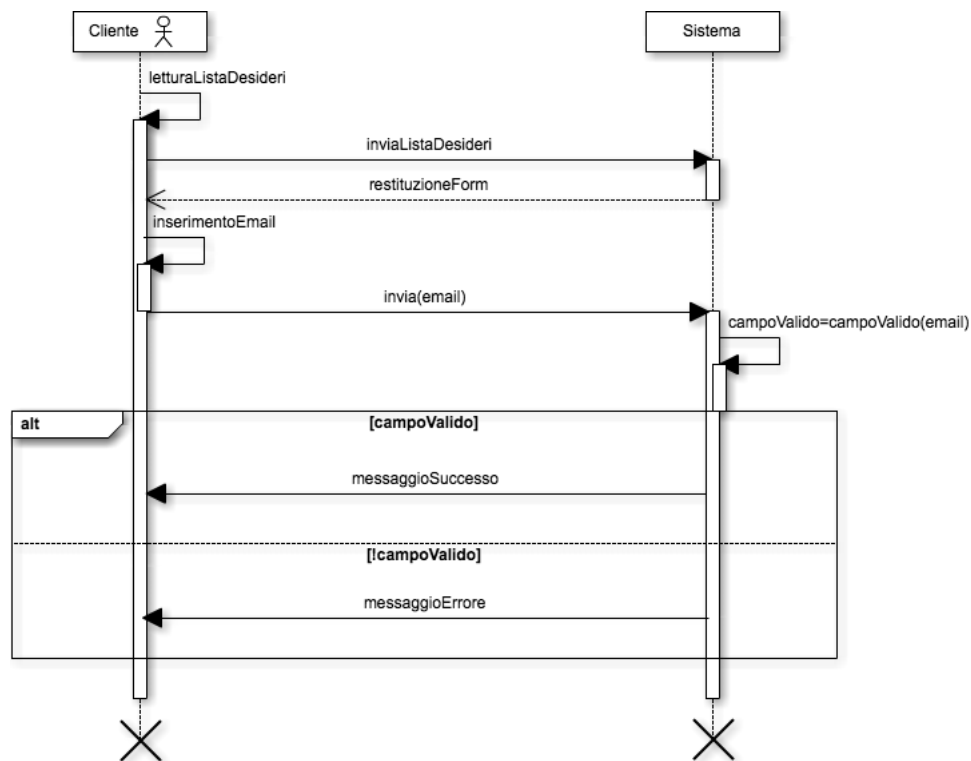 Cliente
Sistema
letturaListaDesideri
inviaListaDesideri
restituzioneForm
inserimentoEmail
invia(email)
campoValido=campoValido(email)
alt
[campoValido]
messaggioSuccesso
[!campoValido]
messaggioErrore